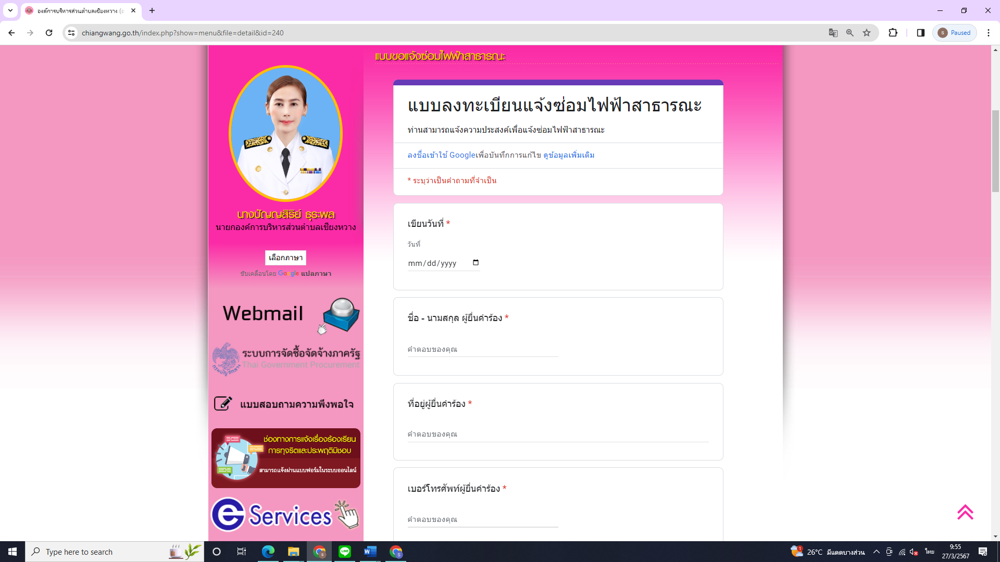 องค์การบริหารส่วนตำบลเชียงหวาง (อ
chiangwang.go.th/index.php?show=menu&file=detail&id=240
S
Paused
แบบขอแจ้งซ่อมไฟฟ้าสาธารณะ
แบบลงทะเบียนแจ้งซ่อมไฟฟ้าสาธารณะ
ท่านสามารถแจ้งความประสงค์เพื่อแจ้งซ่อมไฟฟ้าสาธารณะ
ลงชื่อเข้าใช้ Googleเพื่อบันทึกการแก้ไข ดูข้อมูลเพิ่มเติม
* ระบุว่าเป็นคำถามที่จำเป็น
นางปัญญสิริย์ ธุระพล
นายกองค์การบริหารส่วนตำบลเชียงหวาง
เลือกภาษา
ขับเคลื่อนโดย Google แปลภาษา
Webmail
ระบบการจัดซื้อจัดจ้างภาครัฐ
Thai Government Procurement
กรมบัญชีกลาง
แบบสอบถามความพึงพอใจ
ช่องทางการแจ้งเรื่องร้องเรียน
การทุจริตและประพฤติมิชอบ
สามารถแจ้งผ่านแบบฟอร์มในระบบออนไลน์
e Services
เขียนวันที่ *
วันที่
mm/dd/yyyy
ชื่อ - นามสกุล ผู้ยื่นคำร้อง *
คำตอบของคุณ
ที่อยู่ผู้ยื่นคำร้อง *
คำตอบของคุณ
เบอร์โทรศัพท์ผู้ยื่นคำร้อง *
คำตอบของคุณ
Type here to search
26°C มีแดดบางส่วน
ไทย
9:55
27/3/2567